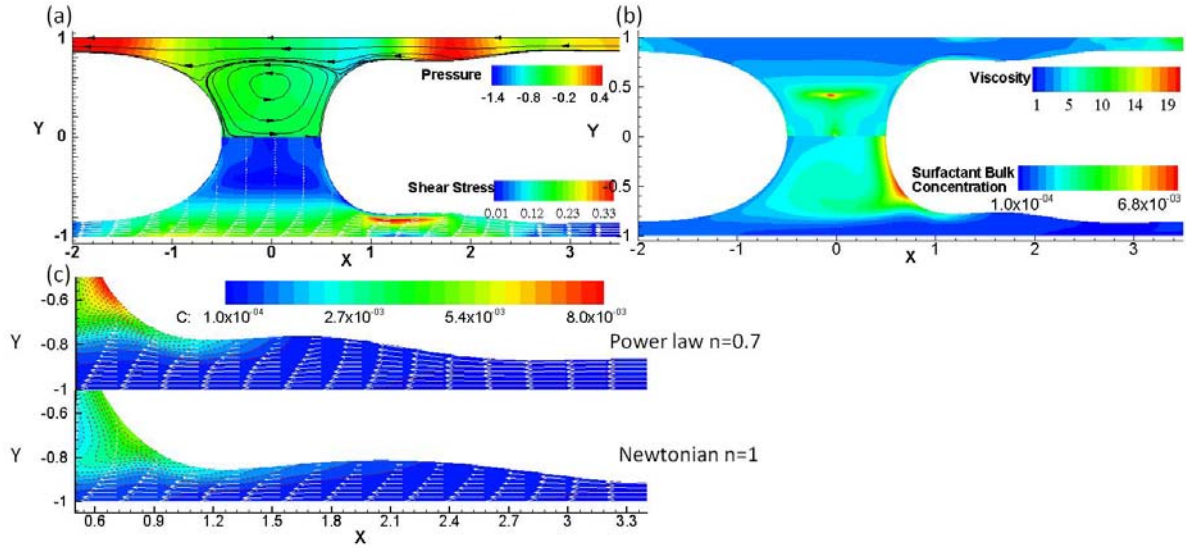 (a)
(b)
1
0
-1
Y
Pressure
-1.4 -0.8 -0.2 0.4
Shear Stress
0.01 0.12 0.23 0.33
-2 -1 0 1 2 3
X
1
0.5
0
-0.5
-1
Y
Viscosity
1 5 10 14 19
Surfactant Bulk
Concentration
1.0x10-04 6.8x10-03
-2 -1 0 1 2 3
X
(c)
-0.6
-0.8
-1
Y
C: 1.0x10-04 2.7x10-03 5.4x10-03 8.0x10-03
Power law n=0.7
-0.6
-0.8
-1
Y
Newtonian n=1
0.6 0.9 1.2 1.5 1.8 2.1 2.4 2.7 3 3.3
X